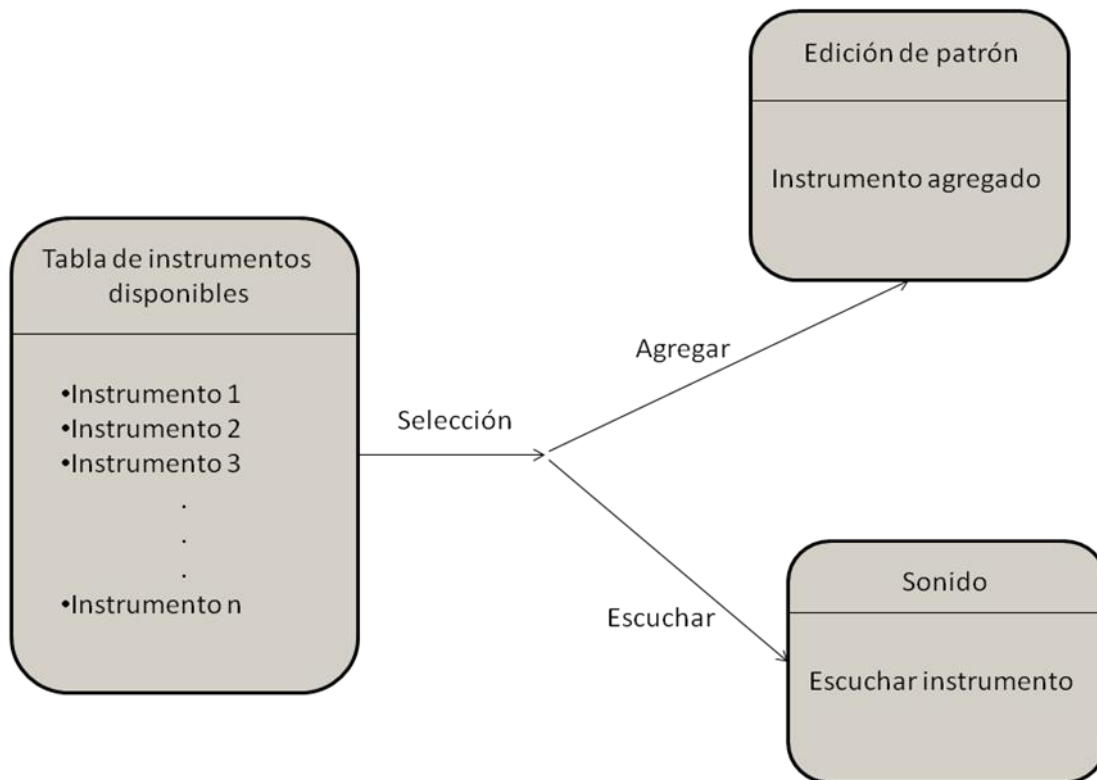 Edición de patrón
Instrumento agregado
Tabla de instrumentos
disponibles
•Instrumento 1
•Instrumento 2
•Instrumento 3
.
.
.
•Instrumento n
Selección
Agregar
Escuchar
Sonido
Escuchar instrumento